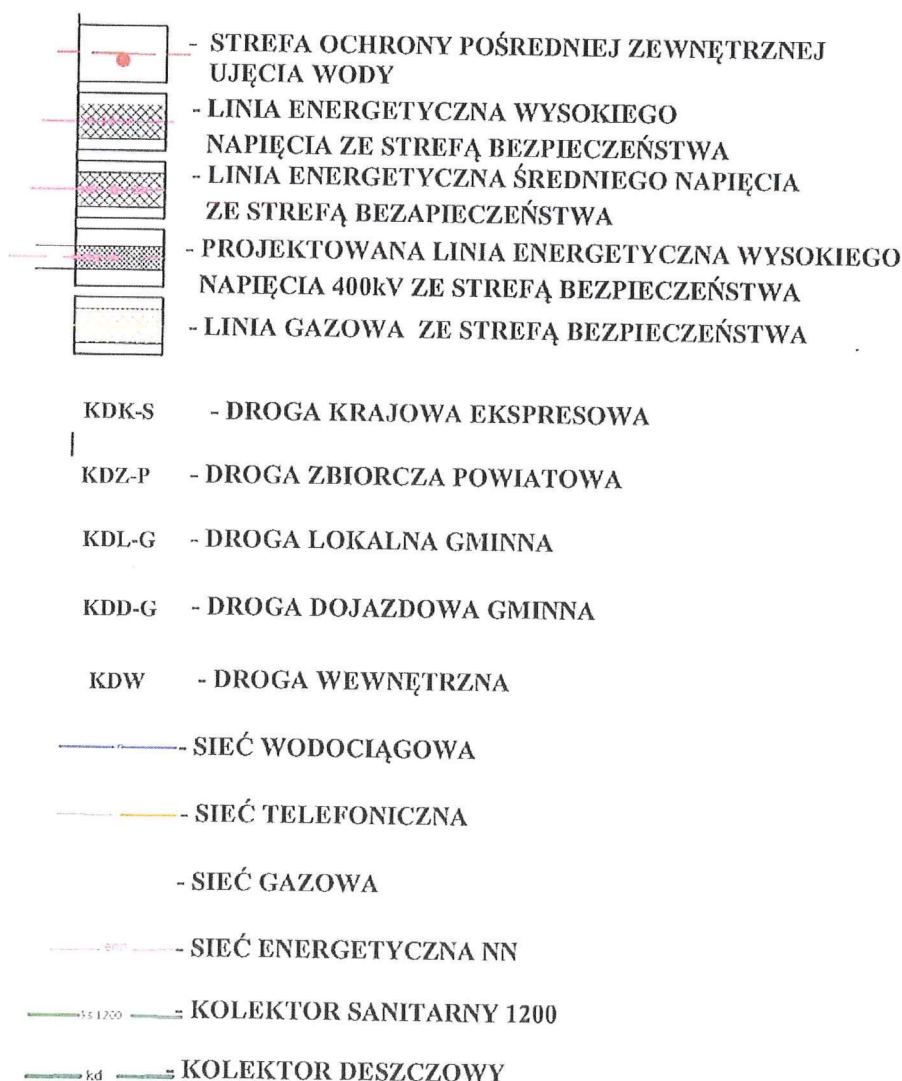 - STREFA OCHRONY POŚREDNIEJ ZEWNĘTRZNEJ
UJĘCIA WODY
- LINIA ENERGETYCZNA WYSOKIEGO
NAPIĘCIA ZE STREFĄ BEZPIECZEŃSTWA
- LINIA ENERGETYCZNA ŚREDNIEGO NAPIĘCIA
ZE STREFĄ BEZAPIECZEŃSTWA
- PROJEKTOWANA LINIA ENERGETYCZNA WYSOKIEGO
NAPIĘCIA 400kV ZE STREFĄ BEZPIECZEŃSTWA
- LINIA GAZOWA ZE STREFĄ BEZPIECZEŃSTWA
KDK-S - DROGA KRAJOWA EKSPRESOWA
KDZ-P - DROGA ZBIORCZA POWIATOWA
KDL-G - DROGA LOKALNA GMINNA
KDD-G - DROGA DOJAZDOWA GMINNA
KDW - DROGA WEWNĘTRZNA
- SIEĆ WODOCIĄGOWA
- SIEĆ TELEFONICZNA
- SIEĆ GAZOWA
- SIEĆ ENERGETYCZNA NN
ks 1200 - KOLEKTOR SANITARNY 1200
kd - KOLEKTOR DESZCZOWY